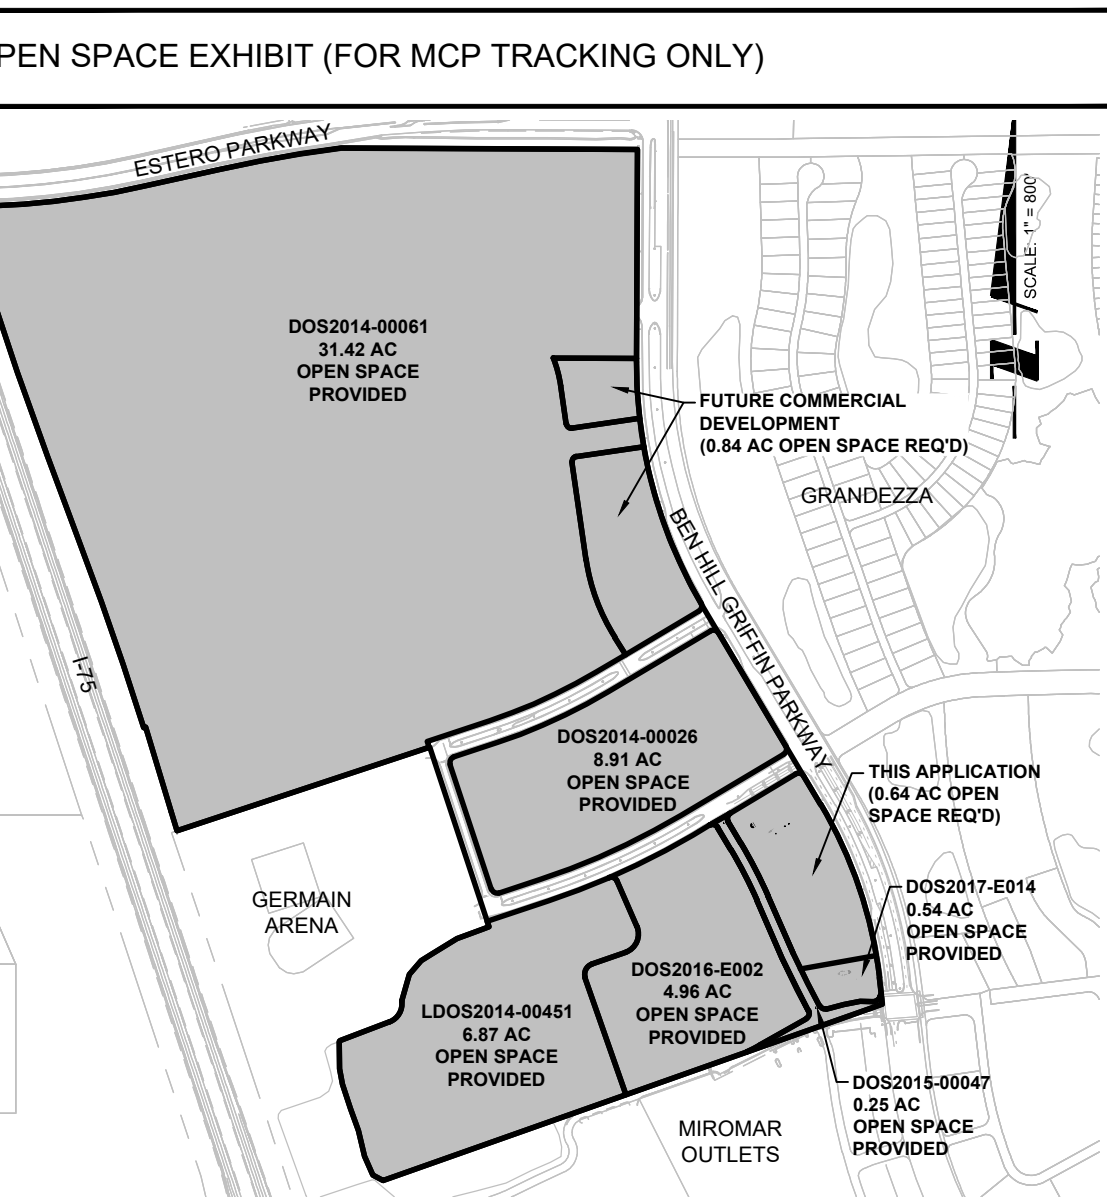 PEN SPACE EXHIBIT (FOR MCP TRACKING ONLY)
ESTERO PARKWAY
SCALE: 1" = 800'
DOS2014-00061
31.42 AC
OPEN SPACE
PROVIDED
FUTURE COMMERCIAL
DEVELOPMENT
(0.84 AC OPEN SPACE REQ'D)
GRANDEZZA
BEN HILL GRIFFIN PARKWAY
I-75
DOS2014-00026
8.91 AC
OPEN SPACE
PROVIDED
THIS APPLICATION
(0.64 AC OPEN
SPACE REQ'D)
GERMAIN
ARENA
DOS2017-E014
0.54 AC
OPEN SPACE
PROVIDED
DOS2016-E002
4.96 AC
OPEN SPACE
PROVIDED
LDOS2014-00451
6.87 AC
OPEN SPACE
PROVIDED
DOS2015-00047
0.25 AC
OPEN SPACE
PROVIDED
MIROMAR
OUTLETS
Z